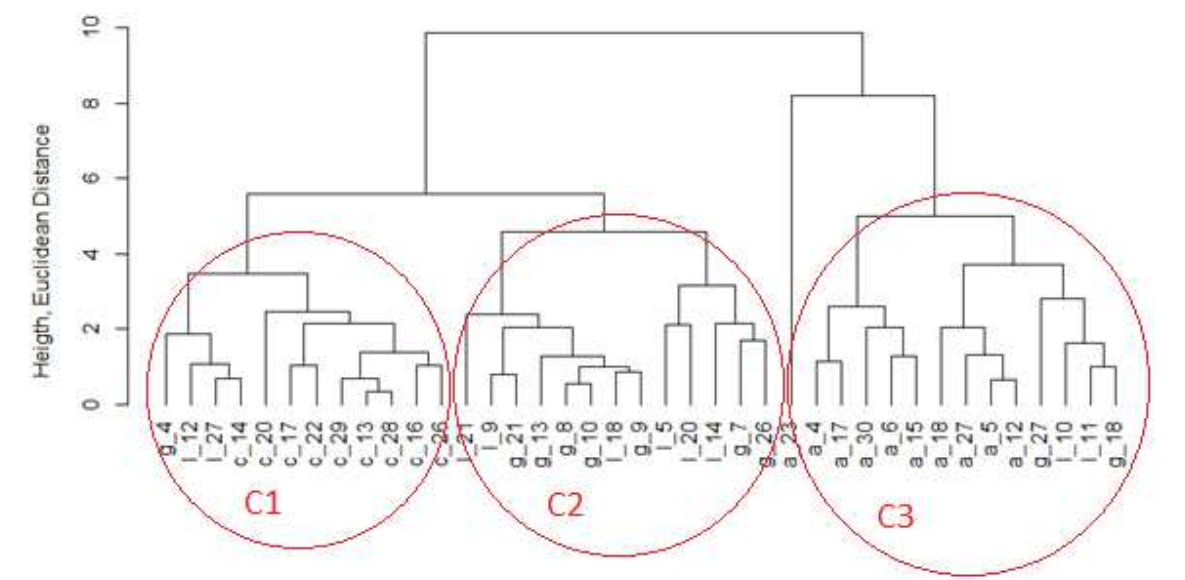 Heigth, Euclidean Distance
10
8
6
4
2
0
g_4
l_12
l_27
c_14
c_20
c_17
c_22
c_29
c_13
c_28
c_16
c_26
l_21
l_9
g_21
g_13
g_8
g_10
l_18
g_9
l_5
l_20
l_14
g_7
g_26
a_23
a_4
a_17
a_30
a_6
a_15
a_18
a_27
a_5
a_12
g_27
l_10
l_11
g_18
C1
C2
C3